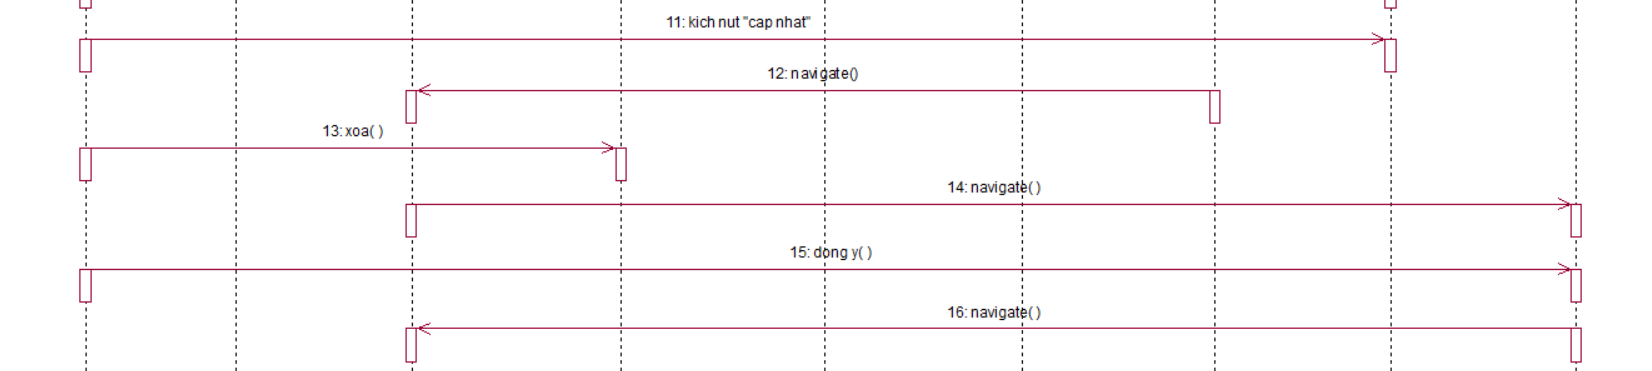 11: kich nut "cap nhat"
12: navigate()
13: xoa( )
14: navigate( )
15: dong y( )
16: navigate( )